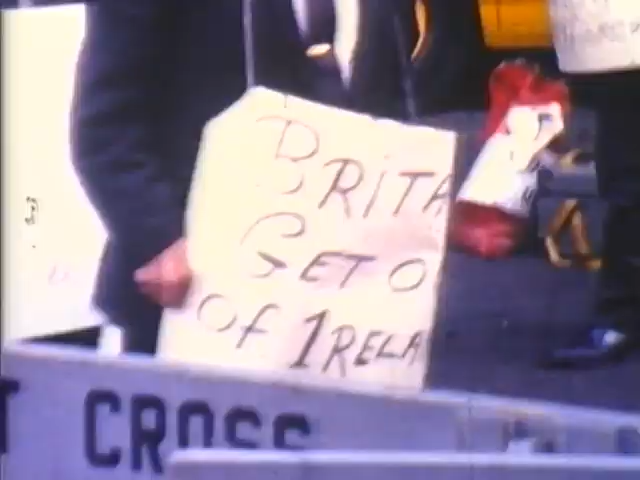 BRITA
GET O
OF IRELA
T CROSS